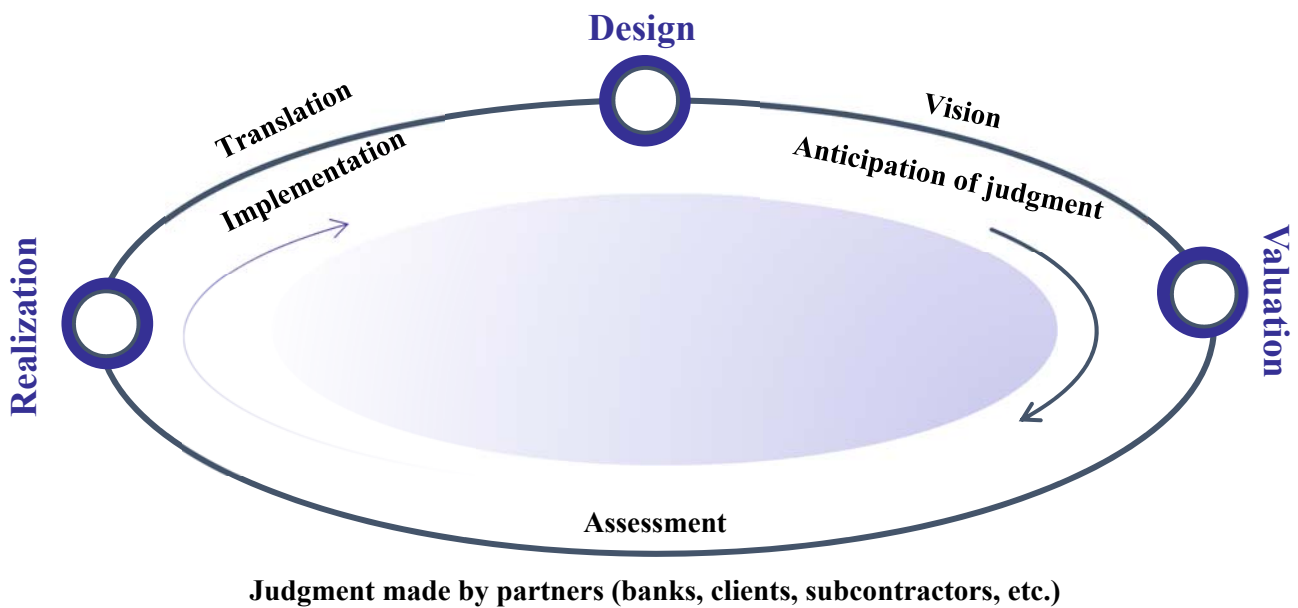 Design
Translation
Vision
Implementation
Anticipation of judgment
Realization
Valuation
Assessment
Judgment made by partners (banks, clients, subcontractors, etc.)